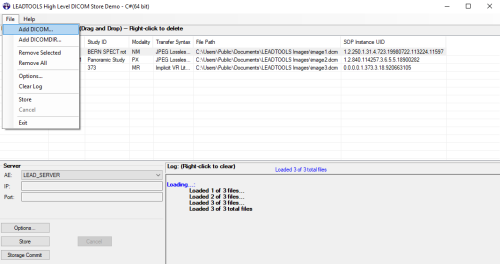 LEADTOOLS High Level DICOM Store Demo - C#(64 bit)
File Help
(Drag and Drop) -- Right-click to delete
Add DICOM...
Add DICOMDIR...
Remove Selected
Remove All
Options...
Clear Log
Store
Cancel
Exit
Study ID Modality Transfer Syntax File Path SOP Instance UID
BERN SPECT rot NM JPEG Lossles... C:\Users\Public\Documents\LEADTOOLS Images\image1.dcm 1.2.250.1.31.4.723.19980722.113224.11597
Panoramic Study PX JPEG Lossles... C:\Users\Public\Documents\LEADTOOLS Images\image2.dcm 1.2.840.114257.3.6.5.5.18900282
373 MR Implicit VR Litt... C:\Users\Public\Documents\LEADTOOLS Images\image3.dcm 0.0.0.0.1.373.3.18.920663105
Server
AE: LEAD_SERVER
IP:
Port:
Options...
Store Cancel
Storage Commit
Log: (Right-click to clear)
Loaded 3 of 3 total files
Loading...:
Loaded 1 of 3 files...
Loaded 2 of 3 files...
Loaded 3 of 3 files...
Loaded 3 of 3 total files